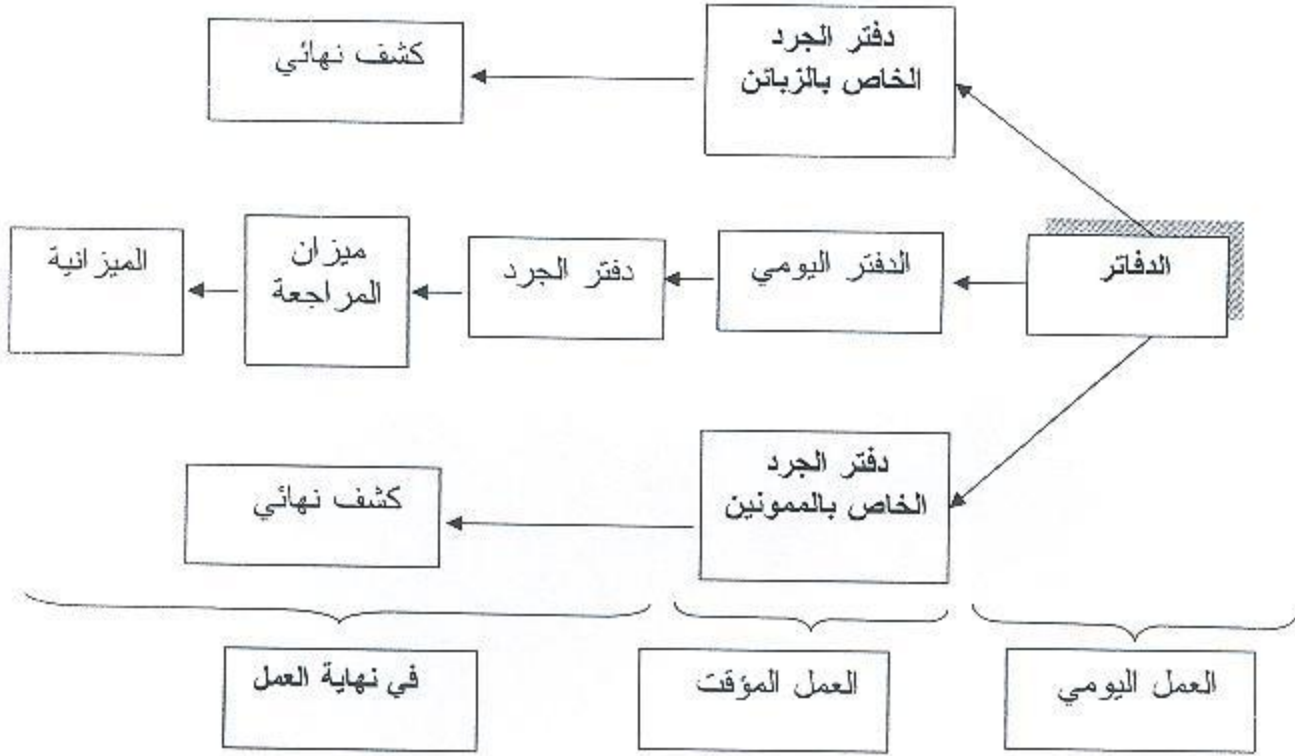 دفتر الجرد
الخاص بالزبائن
كشف نهائي
الدفاتر
الدفتر اليومي
دفتر الجرد
ميزان
المراجعة
الميزانية
دفتر الجرد
الخاص بالممونين
كشف نهائي
العمل اليومي
العمل المؤقت
في نهاية العمل